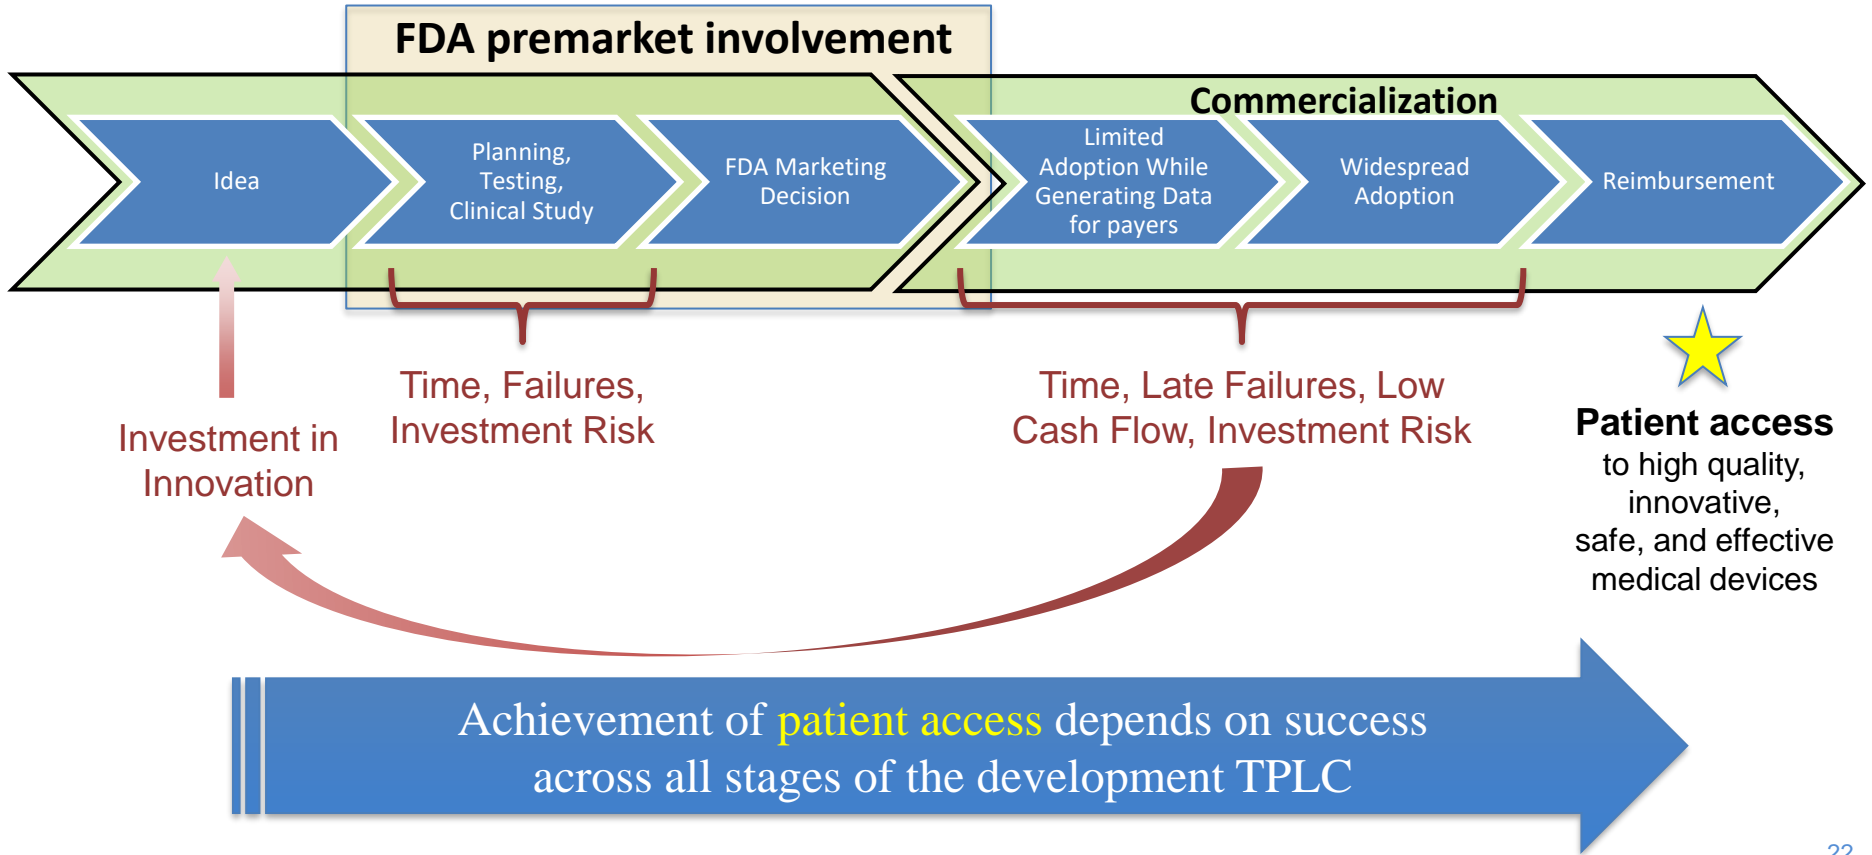 FDA premarket involvement
Commercialization
Idea
Planning,
Testing,
Clinical Study
FDA Marketing
Decision
Limited
Adoption While
Generating Data
for payers
Widespread
Adoption
Reimbursement
Investment in
Innovation
Time, Failures,
Investment Risk
Time, Late Failures, Low
Cash Flow, Investment Risk
Patient access
to high quality,
innovative,
safe, and effective
medical devices
Achievement of patient access depends on success
across all stages of the development TPLC
22